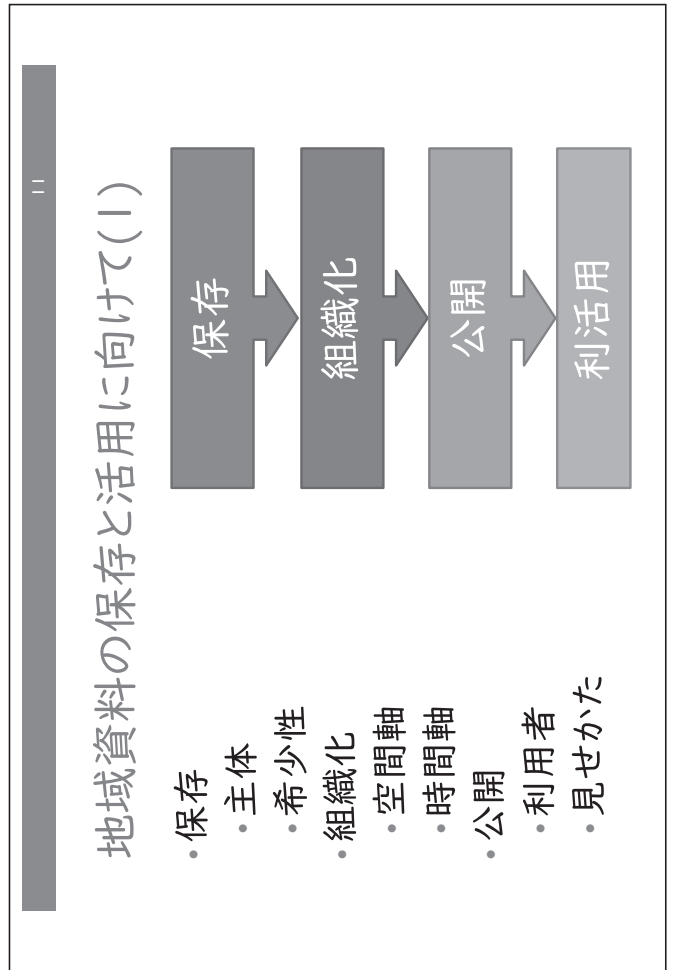 11
地域資料の保存と活用に向けて(1)
・保存
・主体
・希少性
・組織化
・空間軸
・時間軸
・公開
・利用者
・見せかた
保存
組織化
公開
利活用